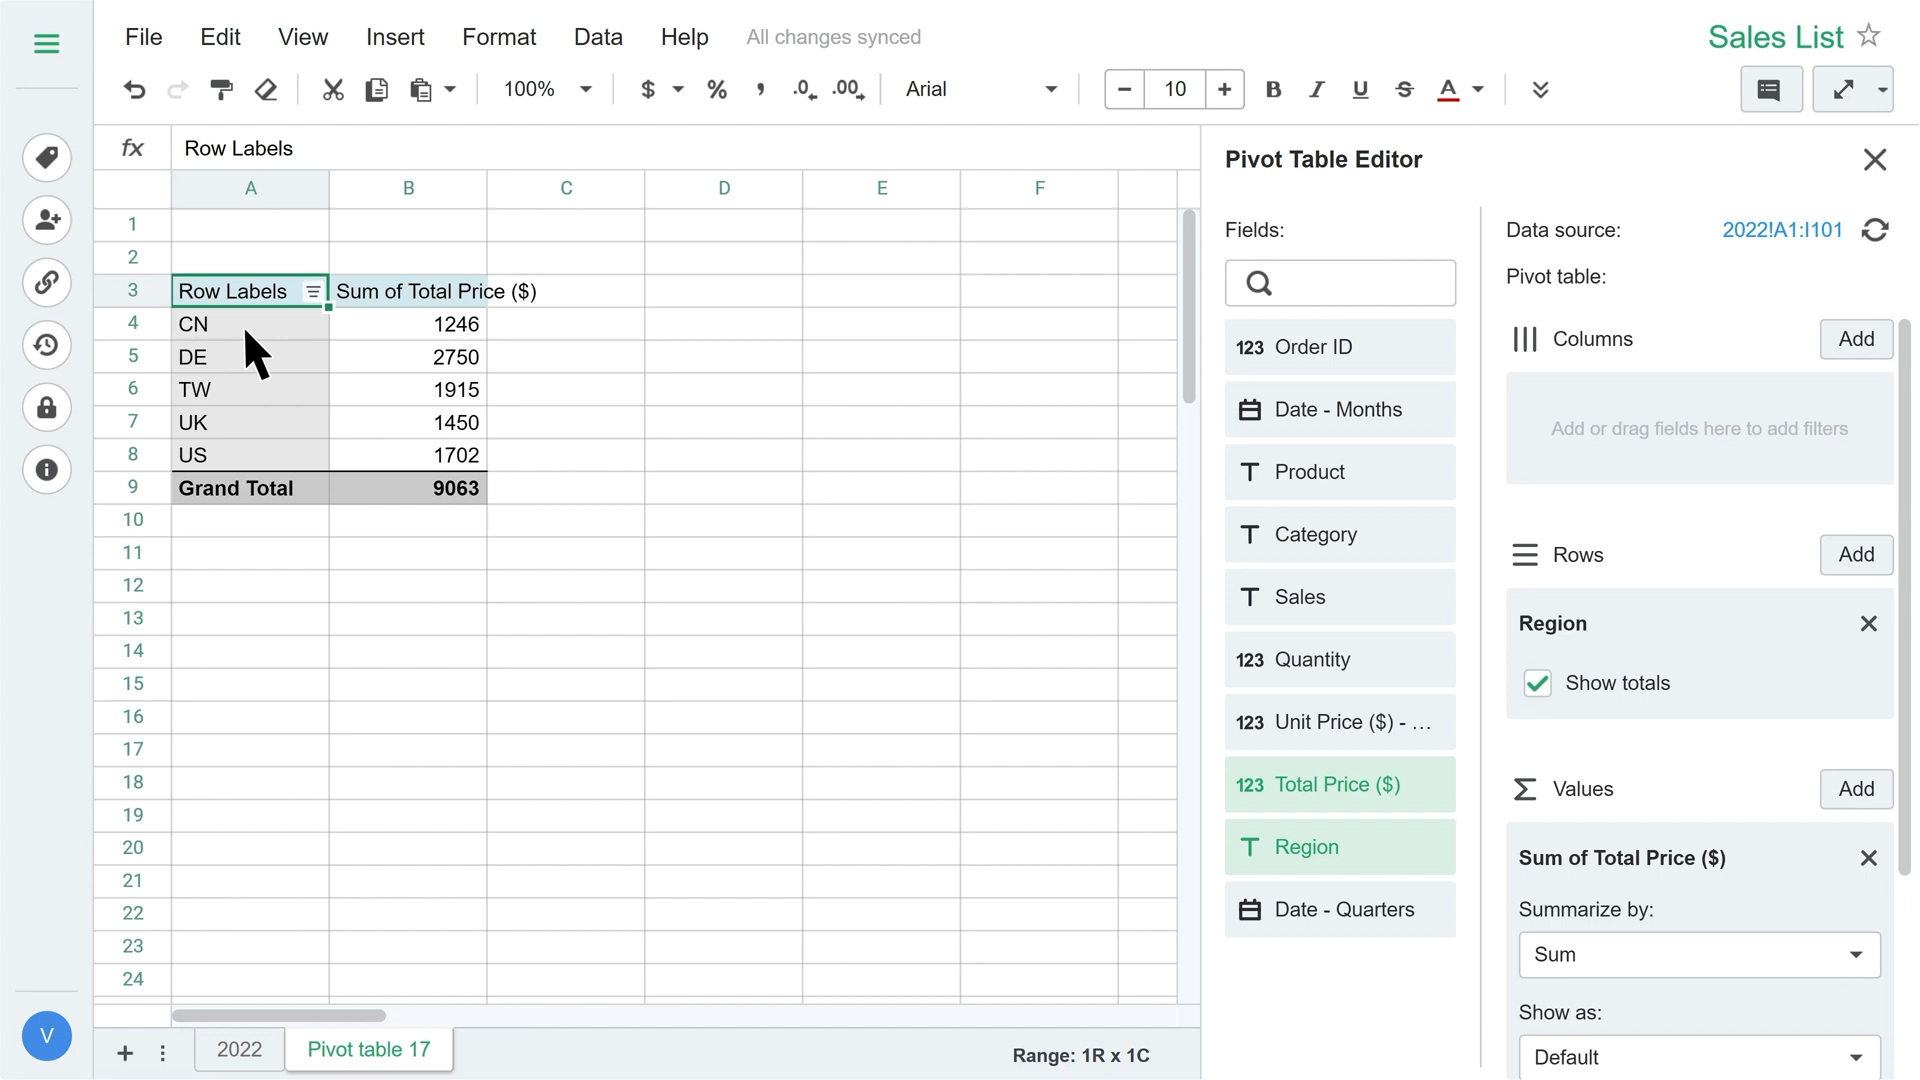 File Edit View Insert Format Data Help All changes synced
Sales List
100% $ % , .0 .00 Arial - 10 + B I U S A
fx Row Labels
A B C D E F
1
2
3 Row Labels Sum of Total Price ($)
4 CN 1246
5 DE 2750
6 TW 1915
7 UK 1450
8 US 1702
9 Grand Total 9063
10
11
12
13
14
15
16
17
18
19
20
21
22
23
24
V
+ 2022 Pivot table 17 Range: 1R x 1C
Pivot Table Editor
Fields:
123 Order ID
Date - Months
T Product
T Category
T Sales
123 Quantity
123 Unit Price ($) - ...
123 Total Price ($)
T Region
Date - Quarters
Data source: 2022!A1:I101
Pivot table:
Columns Add
Add or drag fields here to add filters
Rows Add
Region
Show totals
Σ Values Add
Sum of Total Price ($)
Summarize by:
Sum
Show as:
Default